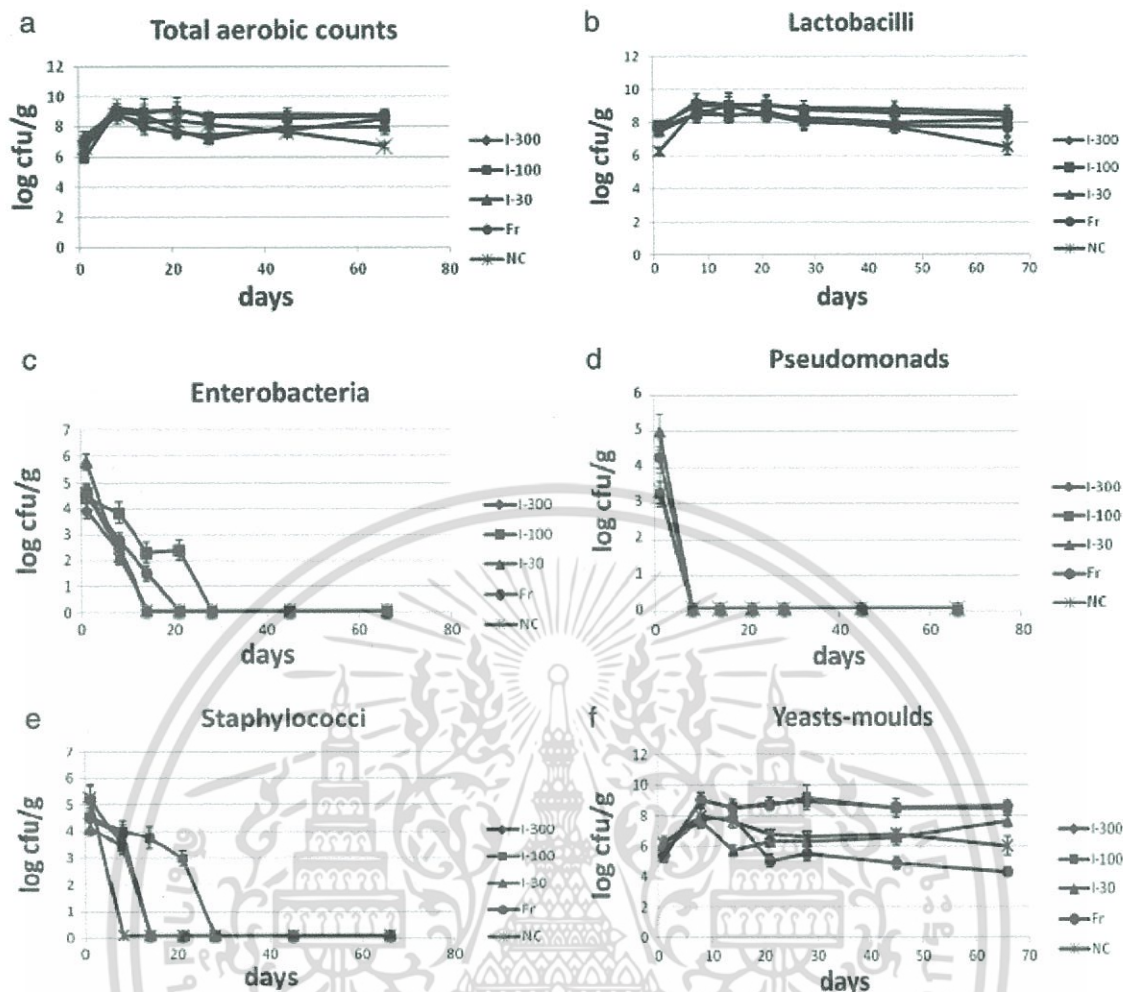 a
Total aerobic counts
log cfu/g
12
10
8
6
4
2
0
0 20 40 60 80
days
I-300
I-100
I-30
Fr
NC
b
Lactobacilli
log cfu/g
12
10
8
6
4
2
0
0 10 20 30 40 50 60 70
days
I-300
I-100
I-30
Fr
NC
c
Enterobacteria
log cfu/g
7
6
5
4
3
2
1
0
0 20 40 60 80
days
I-300
I-100
I-30
Fr
NC
d
Pseudomonads
log cfu/g
6
5
4
3
2
1
0
0 20 40 60 80
days
I-300
I-100
I-30
Fr
NC
e
Staphylococci
log cfu/g
7
6
5
4
3
2
1
0
0 20 40 60 80
days
I-300
I-100
I-30
Fr
NC
f
Yeasts-moulds
log cfu/g
12
10
8
6
4
2
0
0 10 20 30 40 50 60 70
days
I-300
I-100
I-30
Fr
NC